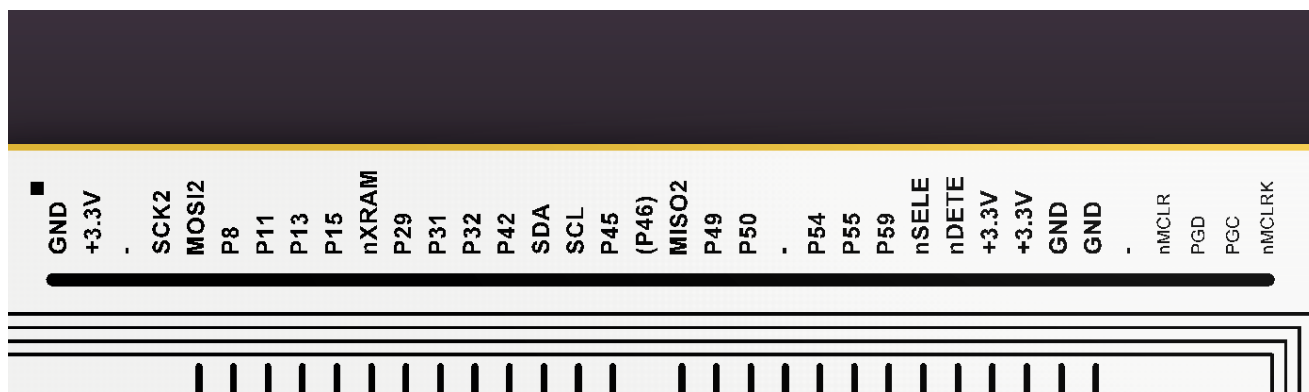 GND
+3.3V
-
SCK2
MOSI2
P8
P11
P13
P15
nXRAM
P29
P31
P32
P42
SDA
SCL
P45
(P46)
MISO2
P49
P50
-
P54
P55
P59
nSELE
nDETE
+3.3V
+3.3V
GND
GND
-
nMCLR
PGD
PGC
nMCLRK